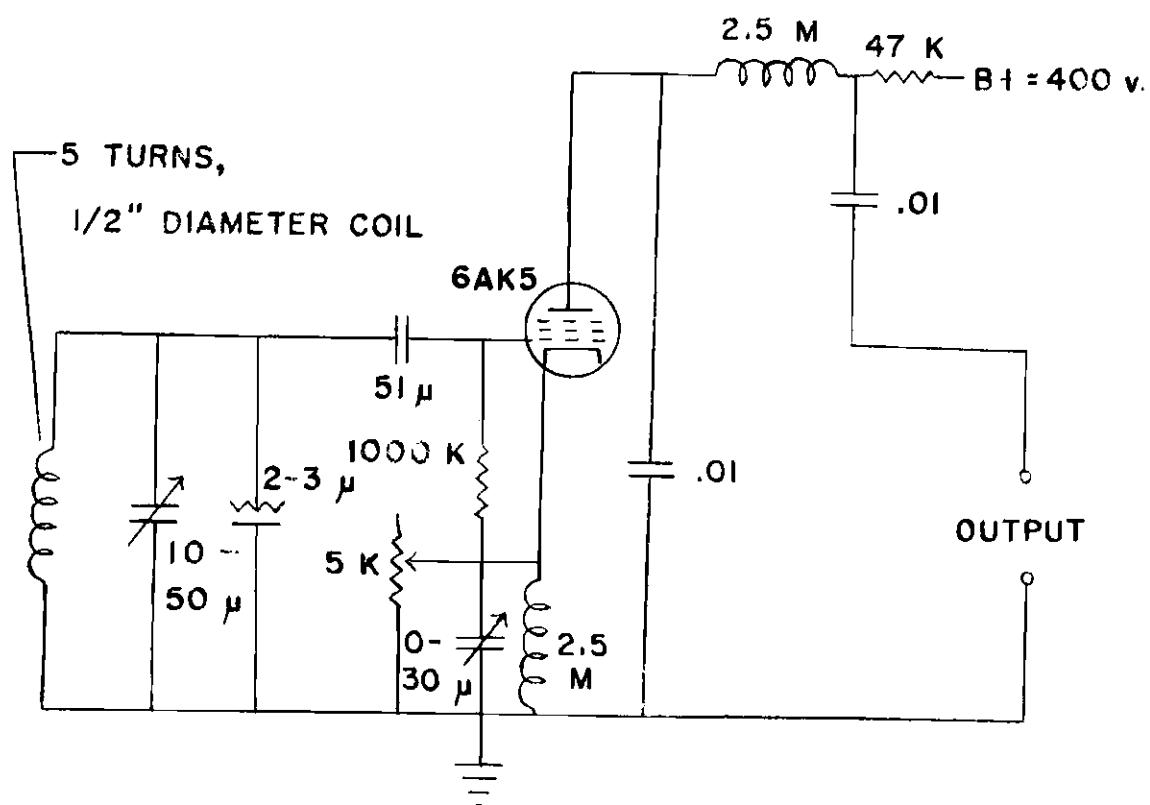 2.5 M
47 K
B+ = 400 v.
5 TURNS,
1/2" DIAMETER COIL
.01
6AK5
51 μ
1000 K
2-3 μ
.01
10-
50 μ
5 K
0-
30 μ
2.5
M
OUTPUT